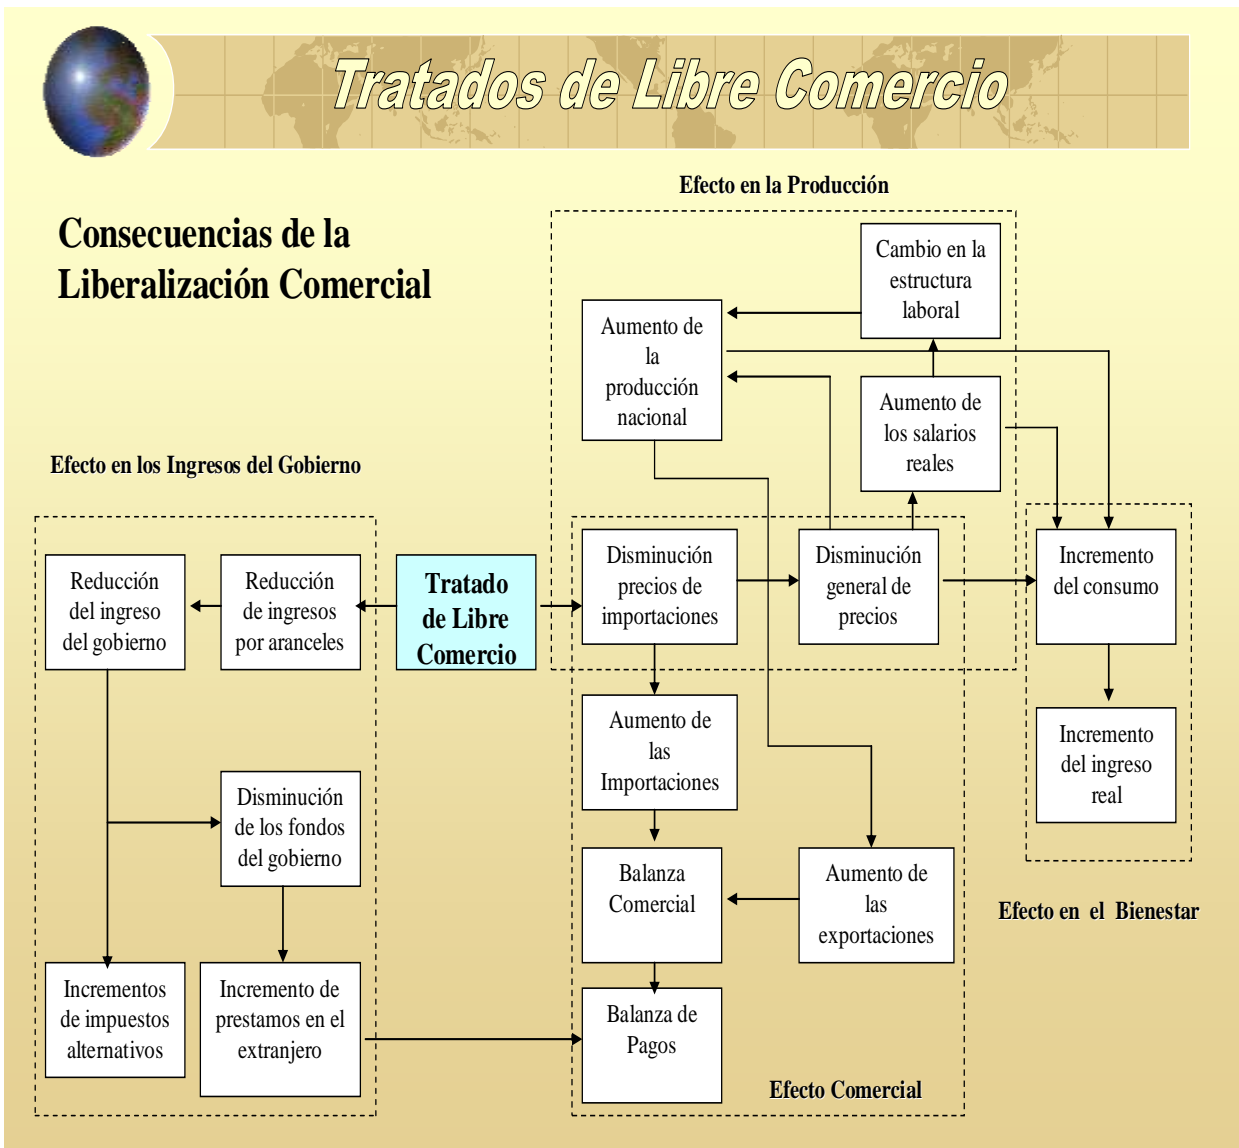 Tratados de Libre Comercio
Efecto en la Producción
Consecuencias de la
Liberalización Comercial
Cambio en la
estructura
laboral
Aumento de
la
producción
nacional
Aumento de
los salarios
reales
Efecto en los Ingresos del Gobierno
Reducción
del ingreso
del gobierno
Reducción
de ingresos
por aranceles
Tratado
de Libre
Comercio
Disminución
precios de
importaciones
Disminución
general de
precios
Incremento
del consumo
Aumento de
las
Importaciones
Incremento
del ingreso
real
Disminución
de los fondos
del gobierno
Balanza
Comercial
Aumento de
las
exportaciones
Efecto en el Bienestar
Incrementos
de impuestos
alternativos
Incremento de
prestamos en el
extranjero
Balanza de
Pagos
Efecto Comercial